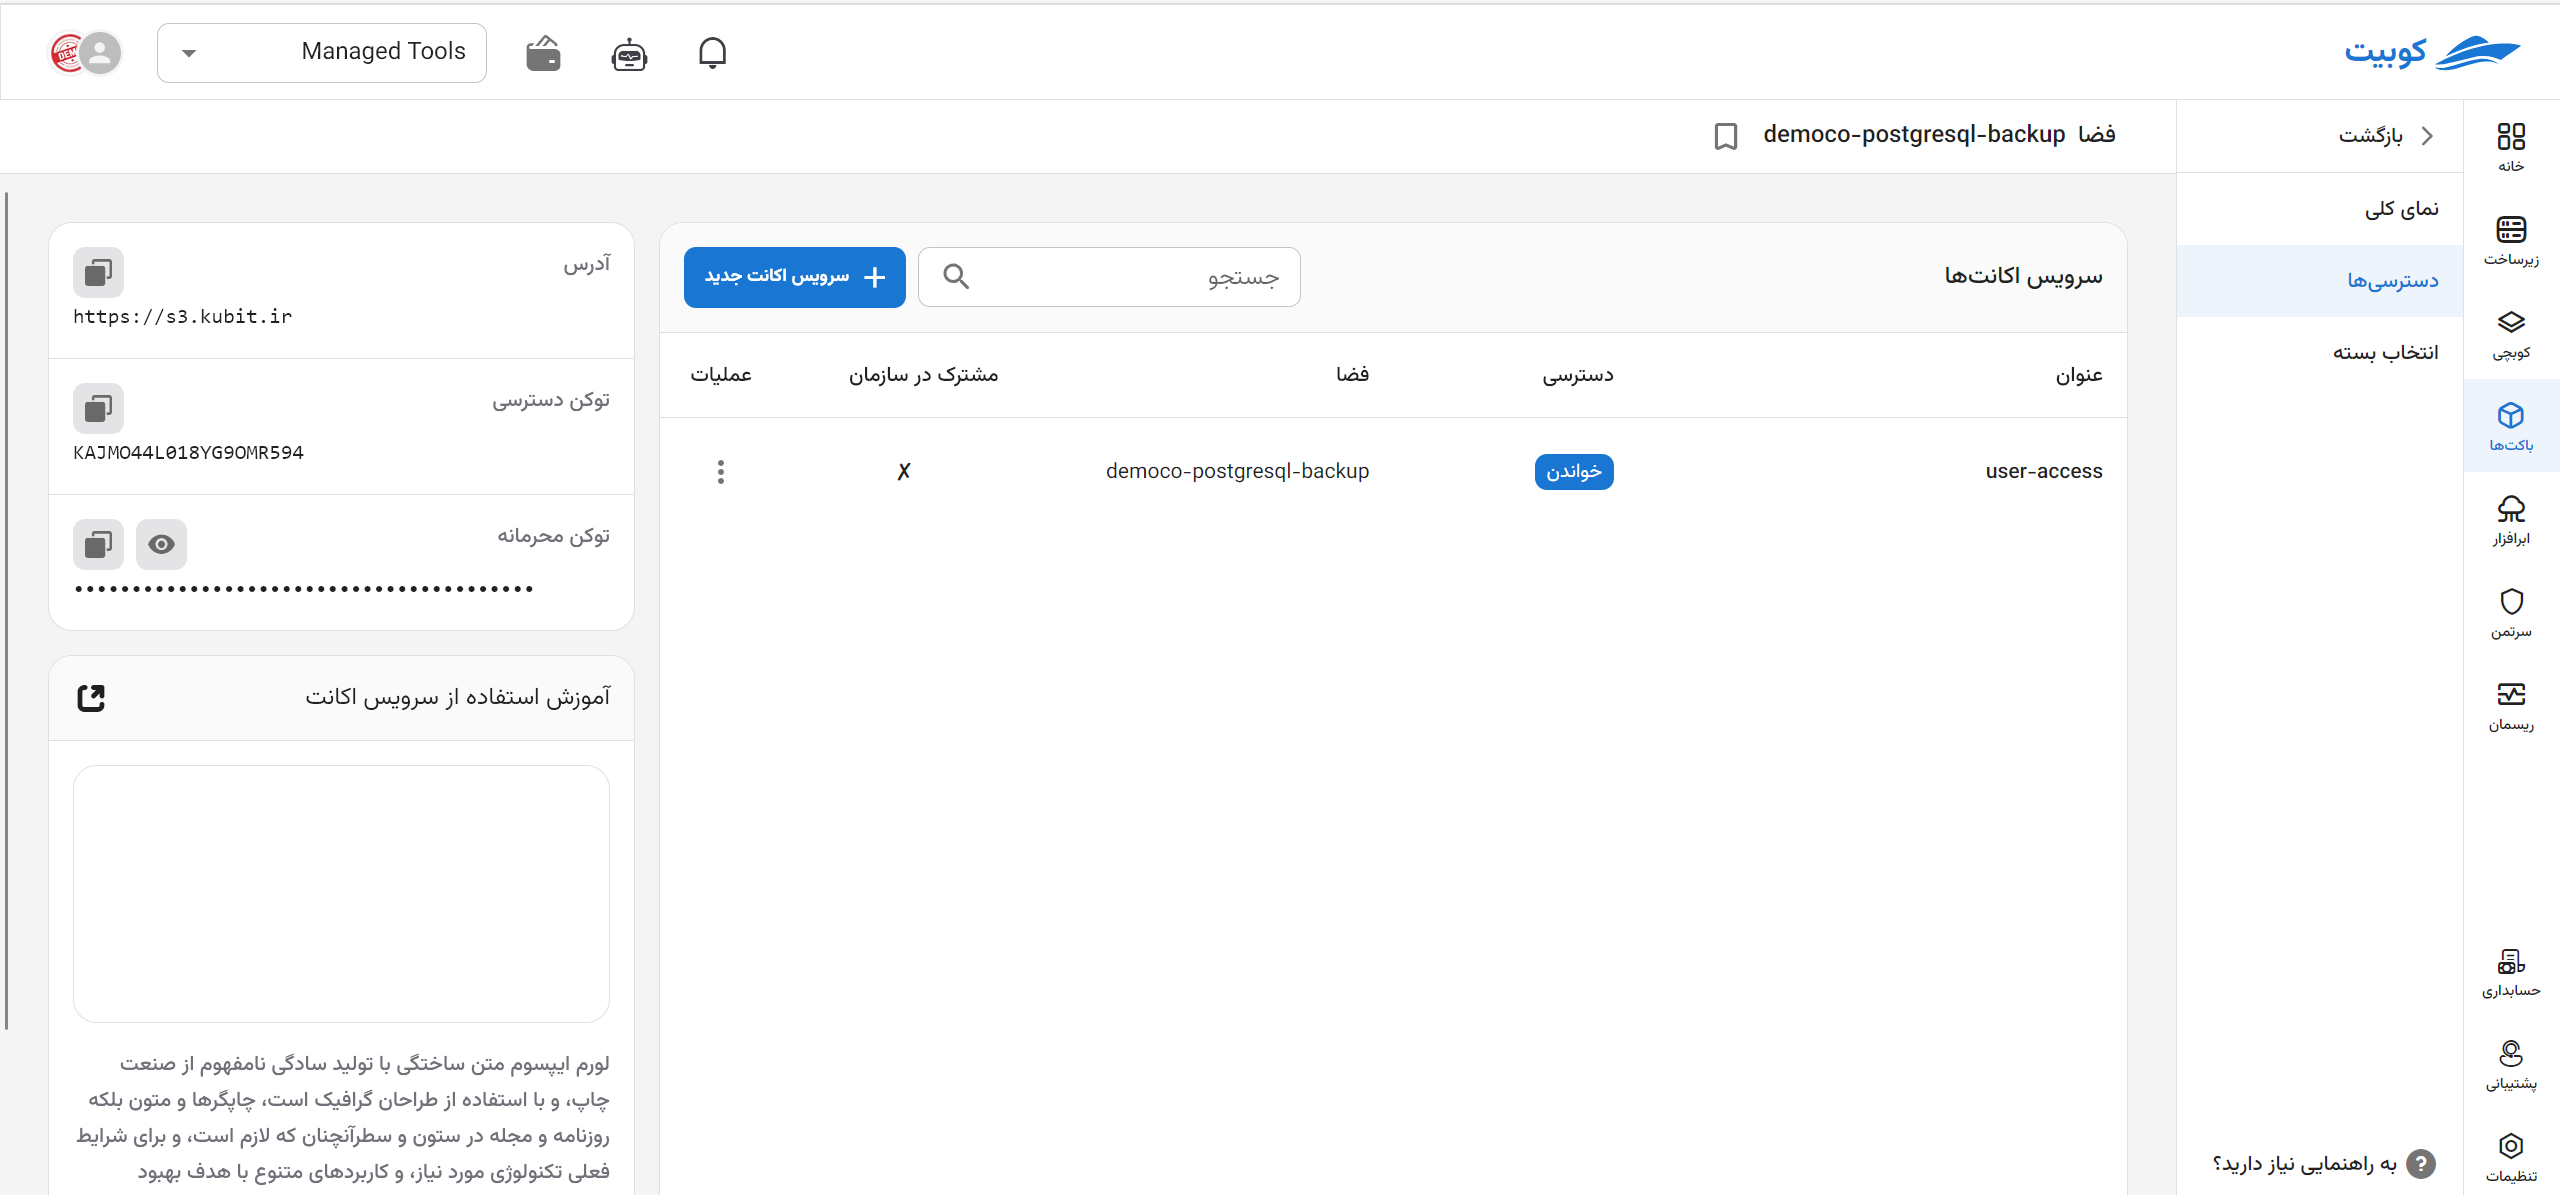 کوبیت
Managed Tools
خانه
زیرساخت
کوبچی
باکت‌ها
ابرافزار
سرتمن
ریسمان
حسابداری
پشتیبانی
تنظیمات
بازگشت
نمای کلی
دسترسی‌ها
انتخاب بسته
به راهنمایی نیاز دارید؟
فضا democo-postgresql-backup
سرویس اکانت‌ها
جستجو
سرویس اکانت جدید
عنوان دسترسی فضا مشترک در سازمان عملیات
user-access خواندن democo-postgresql-backup ✗
آدرس
https://s3.kubit.ir
توکن دسترسی
KAJMO44L018YG9OMR594
توکن محرمانه
••••••••••••••••••••••••••••••••••••••••
آموزش استفاده از سرویس اکانت
لورم ایپسوم متن ساختگی با تولید سادگی نامفهوم از صنعت
چاپ، و با استفاده از طراحان گرافیک است، چاپگرها و متون بلکه
روزنامه و مجله در ستون و سطرآنچنان که لازم است، و برای شرایط
فعلی تکنولوژی مورد نیاز، و کاربردهای متنوع با هدف بهبود